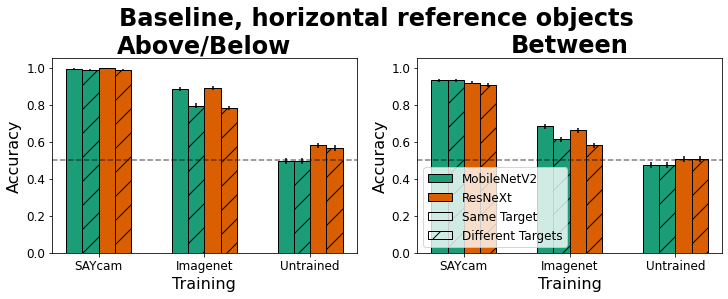 Baseline, horizontal reference objects
Above/Below
1.0
0.8
0.6
0.4
0.2
0.0
Accuracy
SAYcam Imagenet Untrained
Training
Between
1.0
0.8
0.6
0.4
0.2
0.0
Accuracy
MobileNetV2
ResNeXt
Same Target
Different Targets
SAYcam Imagenet Untrained
Training